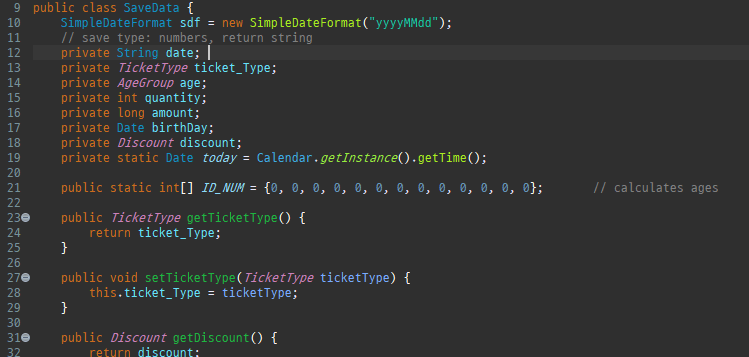 9 public class SaveData {
10 SimpleDateFormat sdf = new SimpleDateFormat("yyyyMMdd");
11 // save type: numbers, return string
12 private String date;
13 private TicketType ticket_Type;
14 private AgeGroup age;
15 private int quantity;
16 private long amount;
17 private Date birthDay;
18 private Discount discount;
19 private static Date today = Calendar.getInstance().getTime();
20
21 public static int[] ID_NUM = {0, 0, 0, 0, 0, 0, 0, 0, 0, 0, 0, 0, 0}; // calculates ages
22
23 public TicketType getTicketType() {
24 return ticket_Type;
25 }
26
27 public void setTicketType(TicketType ticketType) {
28 this.ticket_Type = ticketType;
29 }
30
31 public Discount getDiscount() {
32 return discount;